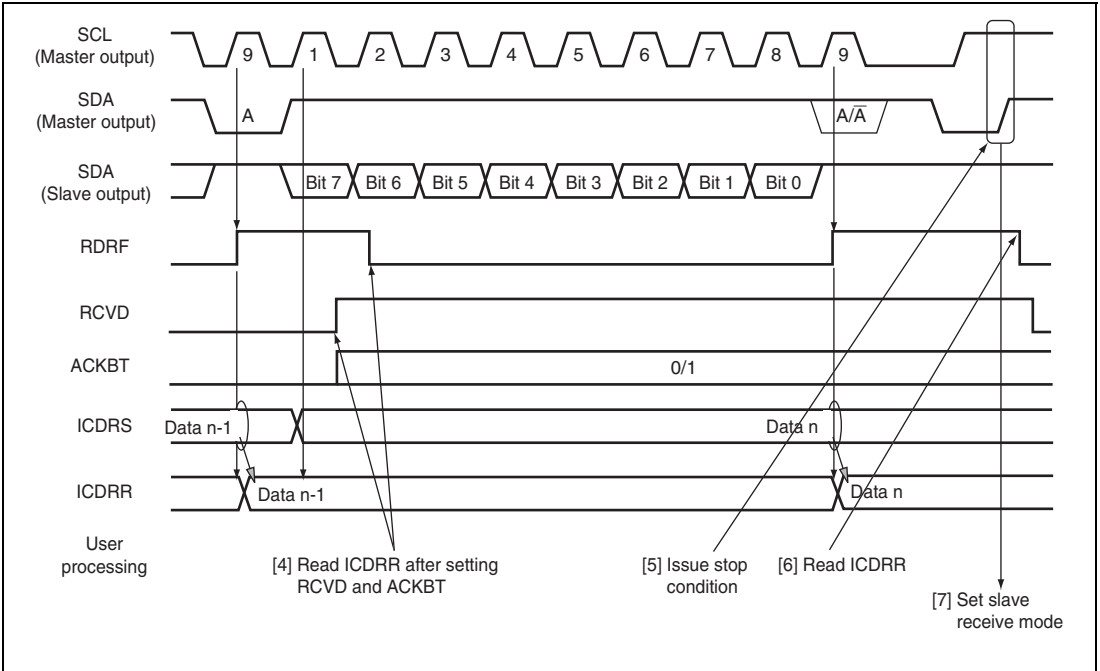 SCL
(Master output)
9 1 2 3 4 5 6 7 8 9
SDA
(Master output)
A A/A̅
SDA
(Slave output)
Bit 7 Bit 6 Bit 5 Bit 4 Bit 3 Bit 2 Bit 1 Bit 0
RDRF
RCVD
ACKBT
0/1
ICDRS
Data n-1 Data n
ICDRR
Data n-1 Data n
User
processing
[4] Read ICDRR after setting
RCVD and ACKBT
[5] Issue stop
condition
[6] Read ICDRR
[7] Set slave
receive mode